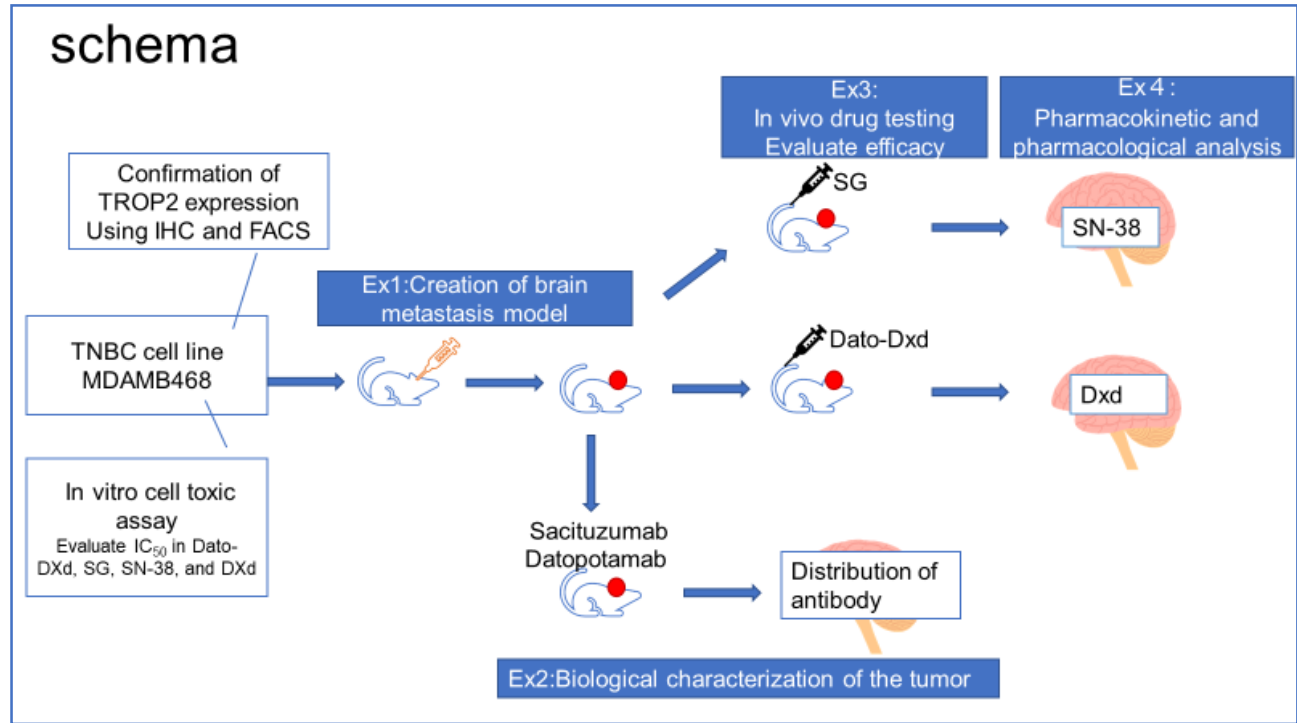 schema
Confirmation of
TROP2 expression
Using IHC and FACS
TNBC cell line
MDAMB468
In vitro cell toxic
assay
Evaluate IC₅₀ in Dato-
DXd, SG, SN-38, and DXd
Ex1:Creation of brain
metastasis model
Sacituzumab
Datopotamab
Distribution of
antibody
Ex2:Biological characterization of the tumor
Ex3:
In vivo drug testing
Evaluate efficacy
SG
Dato-Dxd
Ex４:
Pharmacokinetic and
pharmacological analysis
SN-38
Dxd